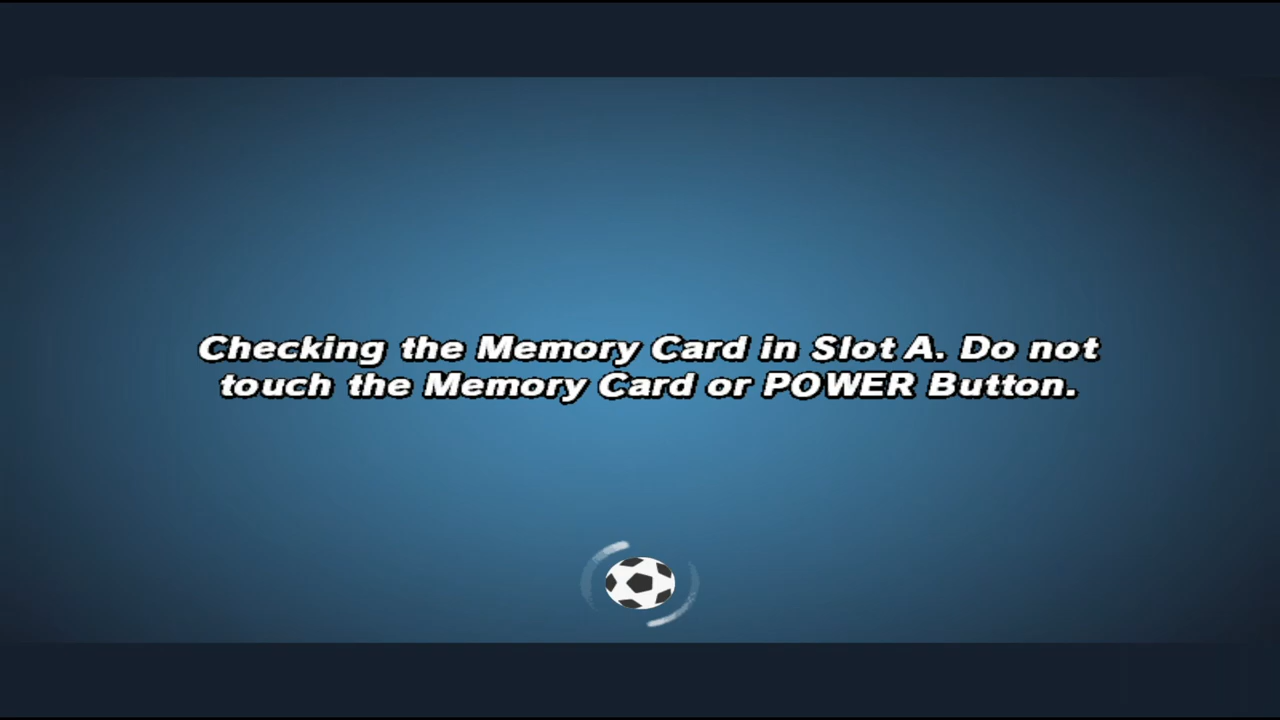 Checking the Memory Card in Slot A. Do not
touch the Memory Card or POWER Button.